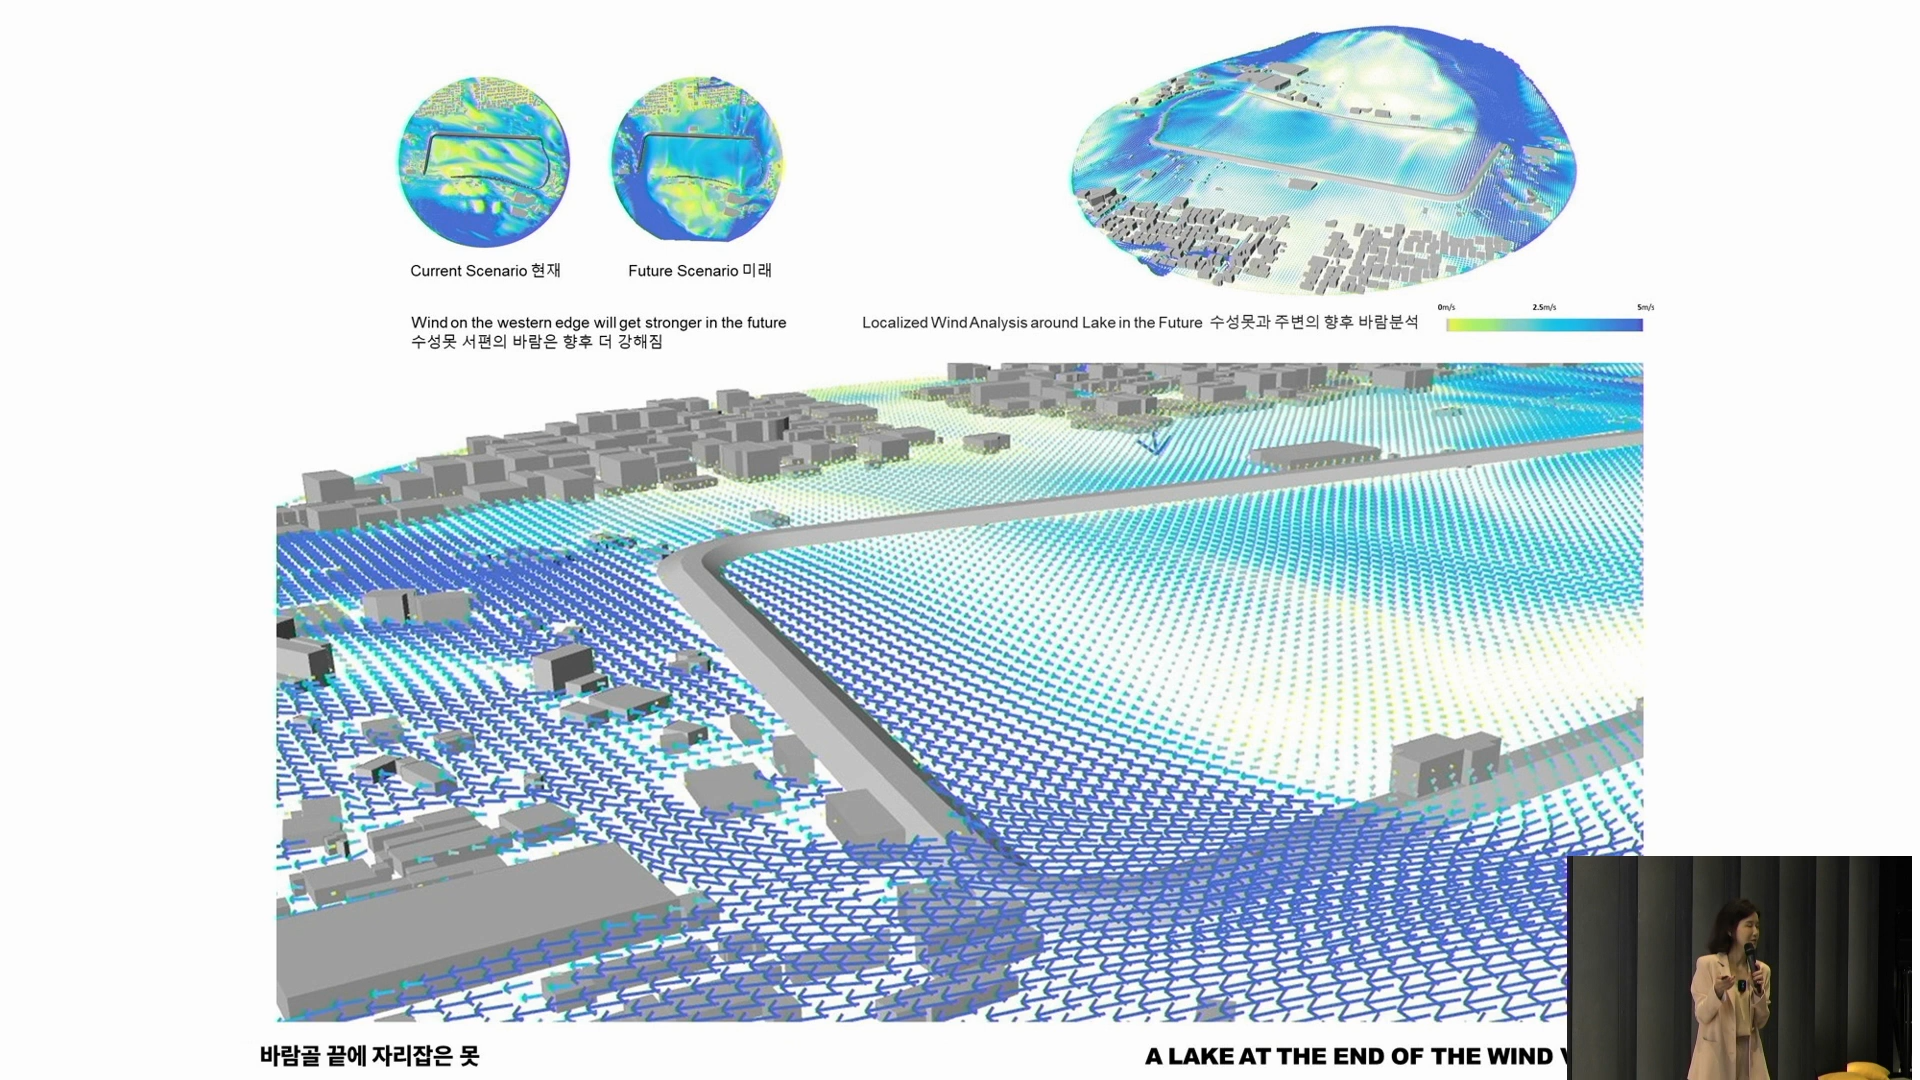 Current Scenario 현재
Future Scenario 미래
Wind on the western edge will get stronger in the future
수성못 서편의 바람은 향후 더 강해짐
Localized Wind Analysis around Lake in the Future 수성못과 주변의 향후 바람분석
0m/s 2.5m/s 5m/s
바람골 끝에 자리잡은 못
A LAKE AT THE END OF THE WIND